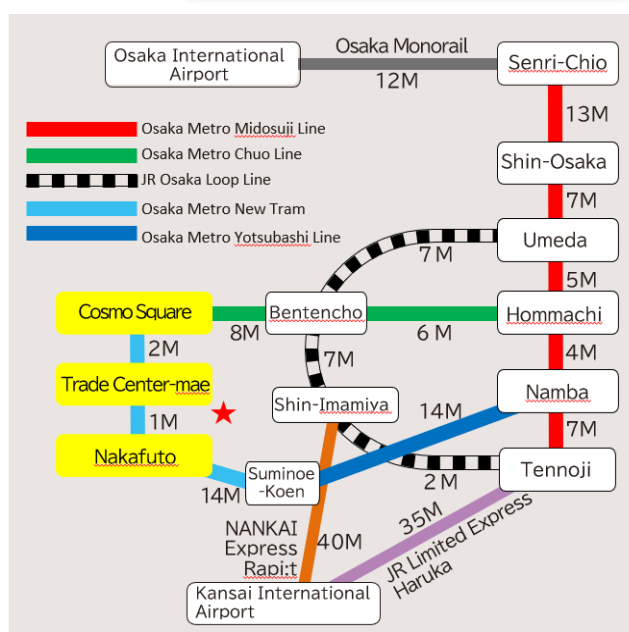 Osaka International
Airport
Osaka Monorail
12M
Senri-Chio
13M
Osaka Metro Midosuji Line
Osaka Metro Chuo Line
JR Osaka Loop Line
Osaka Metro New Tram
Osaka Metro Yotsubashi Line
Shin-Osaka
7M
Umeda
7M
5M
Cosmo Square
8M
Bentencho
6 M
Hommachi
2M
7M
4M
Trade Center-mae
1M
Shin-Imamiya
14M
Namba
7M
Nakafuto
14M
Suminoe
-Koen
2 M
Tennoji
NANKAI
Express
Rapi:t
40M
35M
JR Limited Express
Haruka
Kansai International
Airport